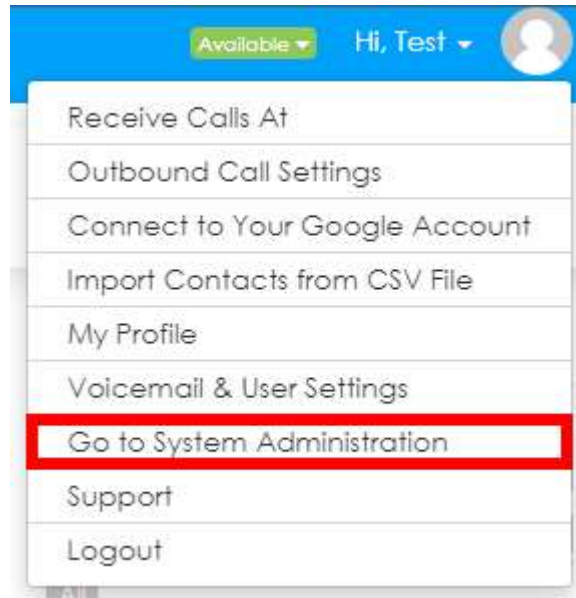 Available
Hi, Test
Receive Calls At
Outbound Call Settings
Connect to Your Google Account
Import Contacts from CSV File
My Profile
Voicemail & User Settings
Go to System Administration
Support
Logout
All